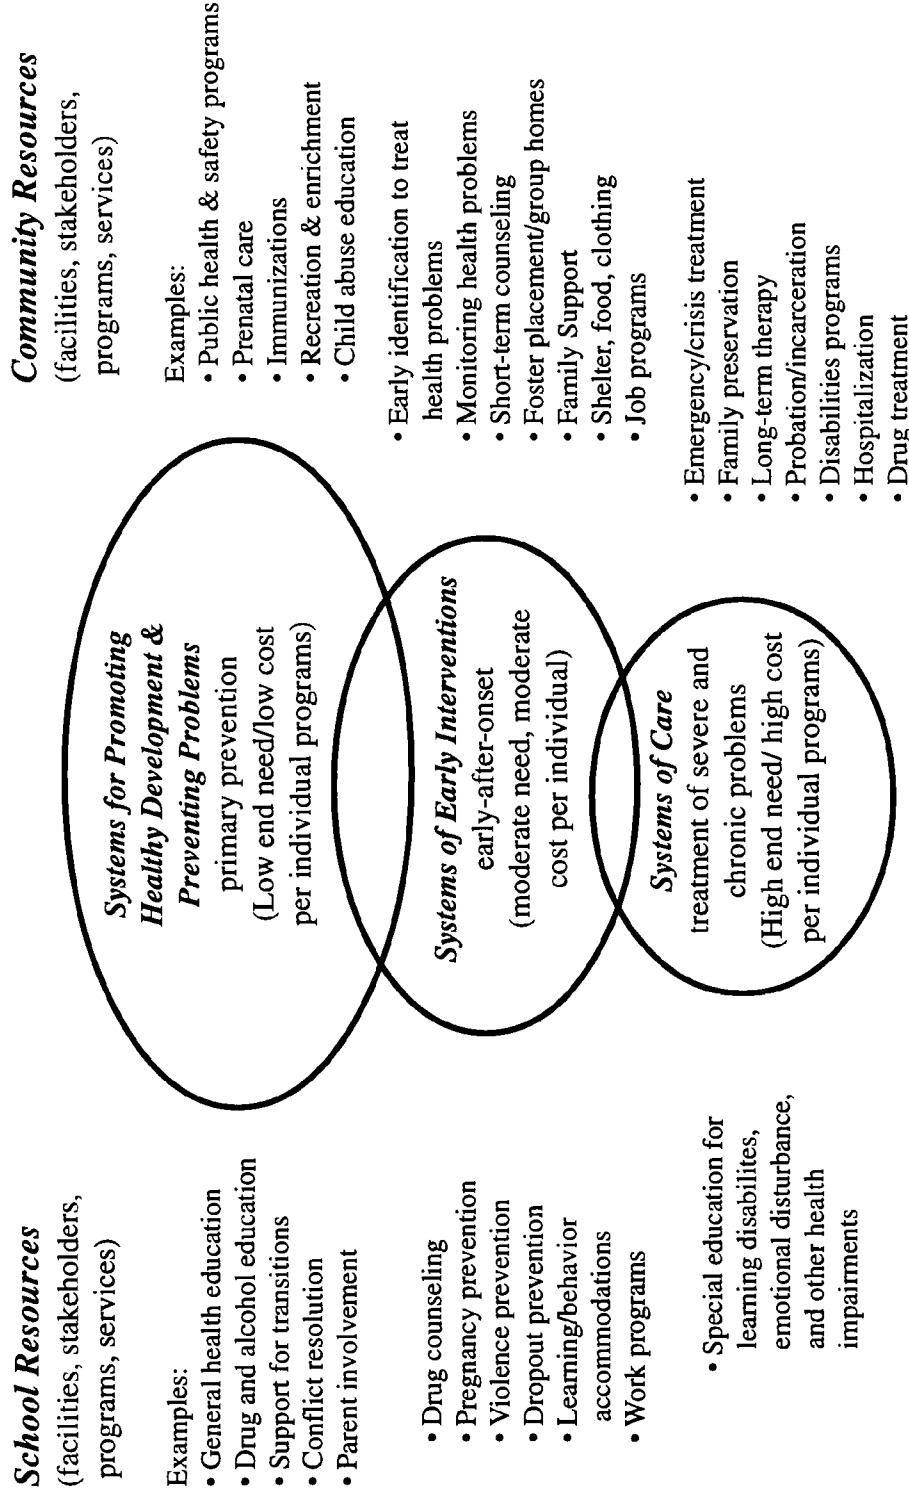 School Resources
(facilities, stakeholders,
programs, services)
Examples:
• General health education
• Drug and alcohol education
• Support for transitions
• Conflict resolution
• Parent involvement
• Drug counseling
• Pregnancy prevention
• Violence prevention
• Dropout prevention
• Learning/behavior
accommodations
• Work programs
• Special education for
learning disabilites,
emotional disturbance,
and other health
impairments
Systems for Promoting
Healthy Development &
Preventing Problems
primary prevention
(Low end need/low cost
per individual programs)
Systems of Early Interventions
early-after-onset
(moderate need, moderate
cost per individual)
Systems of Care
treatment of severe and
chronic problems
(High end need/ high cost
per individual programs)
Community Resources
(facilities, stakeholders,
programs, services)
Examples:
• Public health & safety programs
• Prenatal care
• Immunizations
• Recreation & enrichment
• Child abuse education
• Early identification to treat
health problems
• Monitoring health problems
• Short-term counseling
• Foster placement/group homes
• Family Support
• Shelter, food, clothing
• Job programs
• Emergency/crisis treatment
• Family preservation
• Long-term therapy
• Probation/incarceration
• Disabilities programs
• Hospitalization
• Drug treatment